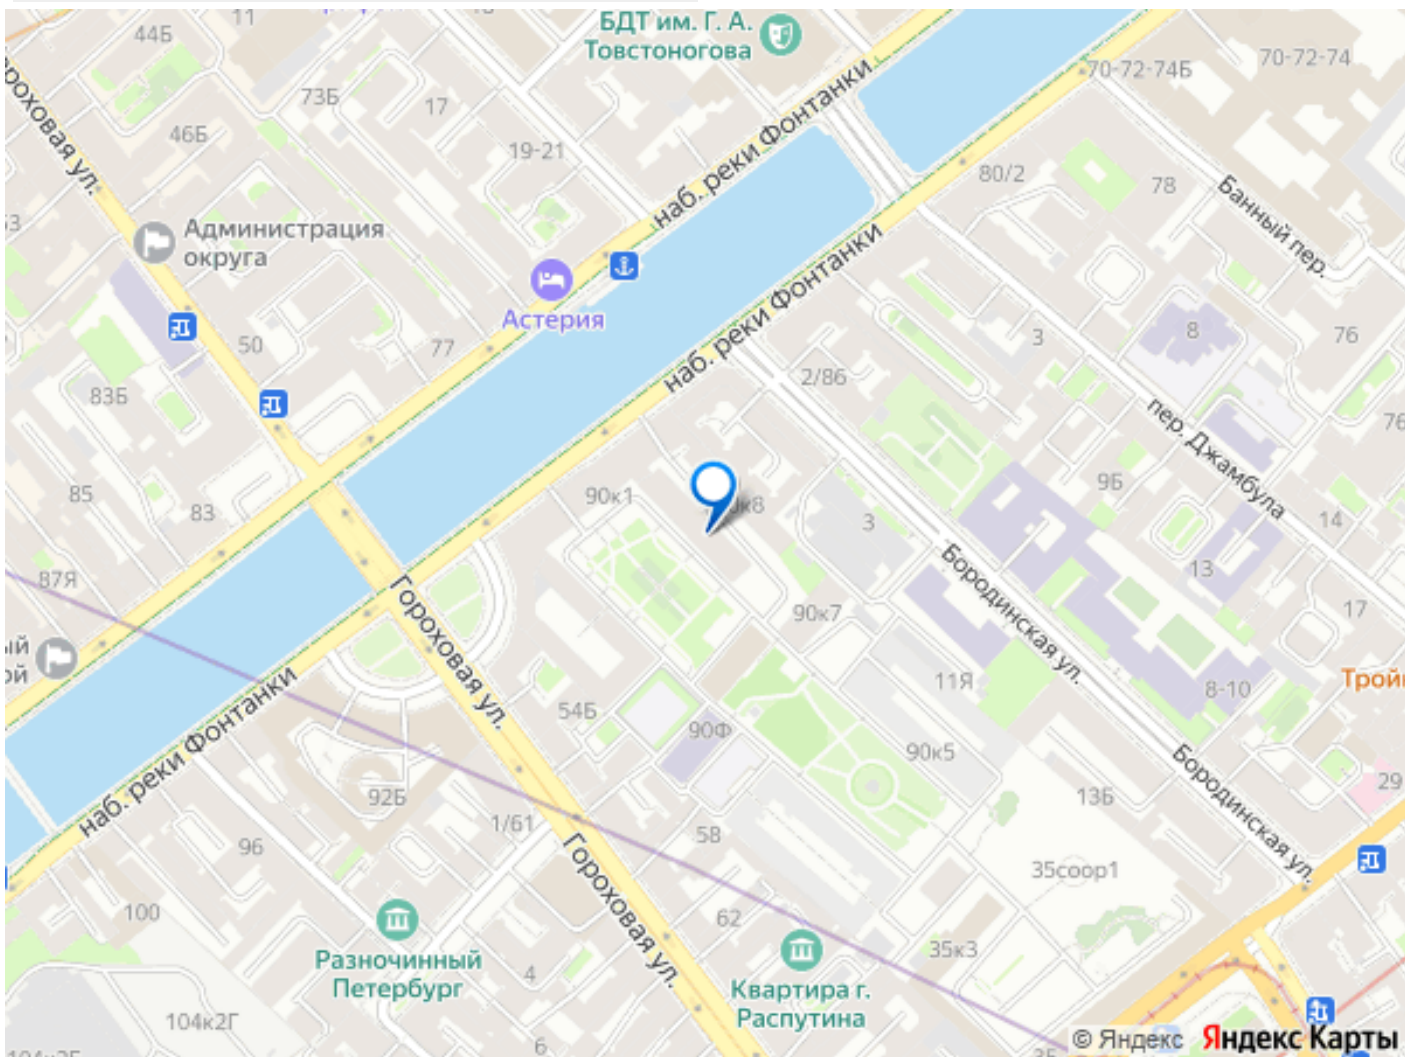 44Б
11
БДТ им. Г. А.
Товстоногова
70-72-74Б
70-72-74
73Б
17
46Б
19-21
наб. реки Фонтанки
80/2
78
Банный пер.
Гороховая ул.
Администрация
округа
Астерия
наб. реки Фонтанки
3
8
76
50
77
2/86
83Б
пер. Джамбула
76
85
83
90к1
3
9Б
14
87Я
Гороховая ул.
Бородинская ул.
13
90к7
17
11Я
8-10
наб. реки Фонтанки
54Б
90Ф
90к5
Бородинская ул.
92Б
13Б
29
1/61
58
96
Гороховая ул.
35соор1
100
62
35к3
Разночинный
Петербург
4
Квартира г.
Распутина
104к2Г
6
© Яндекс Яндекс Карты